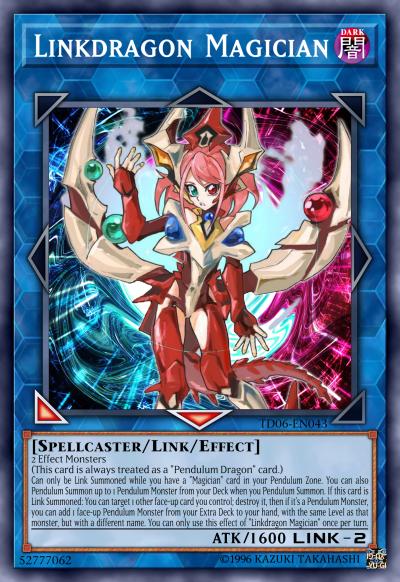 LINKDRAGON MAGICIAN
DARK
闇
TD06-EN043
[SPELLCASTER/LINK/EFFECT]
2 Effect Monsters
(This card is always treated as a "Pendulum Dragon" card.)
Can only be Link Summoned while you have a "Magician" card in your Pendulum Zone. You can also
Pendulum Summon up to 1 Pendulum Monster from your Deck when you Pendulum Summon. If this card is
Link Summoned: You can target 1 other face-up card you control; destroy it, then if it's a Pendulum Monster,
you can add 1 face-up Pendulum Monster from your Extra Deck to your hand, with the same Level as that
monster, but with a different name. You can only use this effect of "Linkdragon Magician" once per turn.
ATK/1600 LINK-2
52777062
©1996 KAZUKI TAKAHASHI